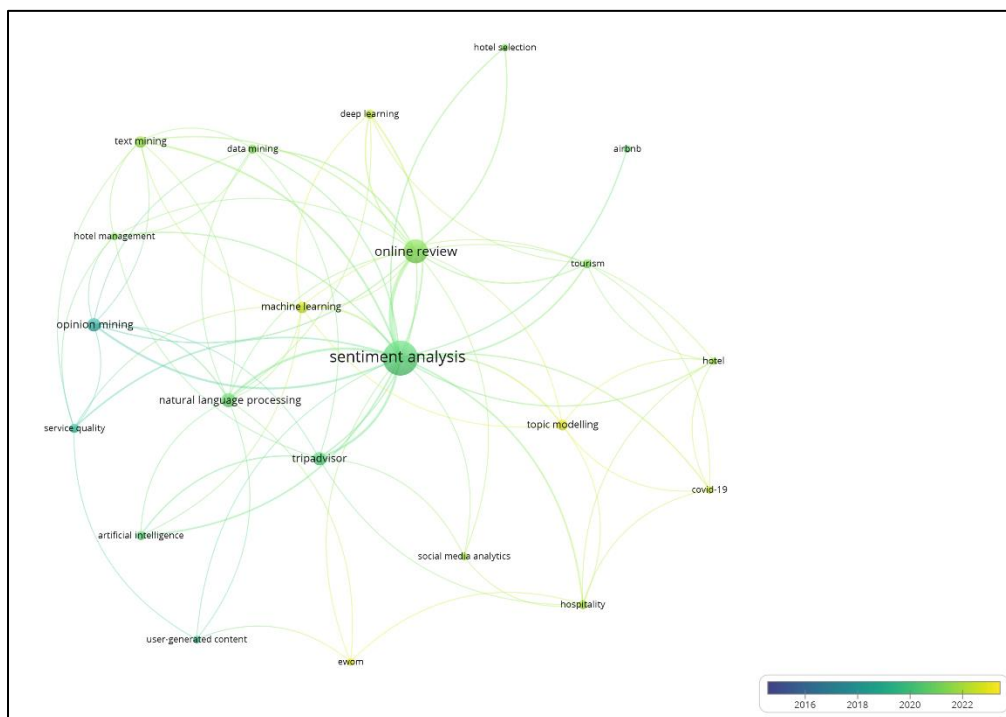 hotel selection
deep learning
text mining
data mining
airbnb
hotel management
online review
tourism
machine learning
opinion mining
sentiment analysis
hotel
natural language processing
topic modelling
service quality
tripadvisor
covid-19
artificial intelligence
social media analytics
hospitality
user-generated content
ewom
2016 2018 2020 2022